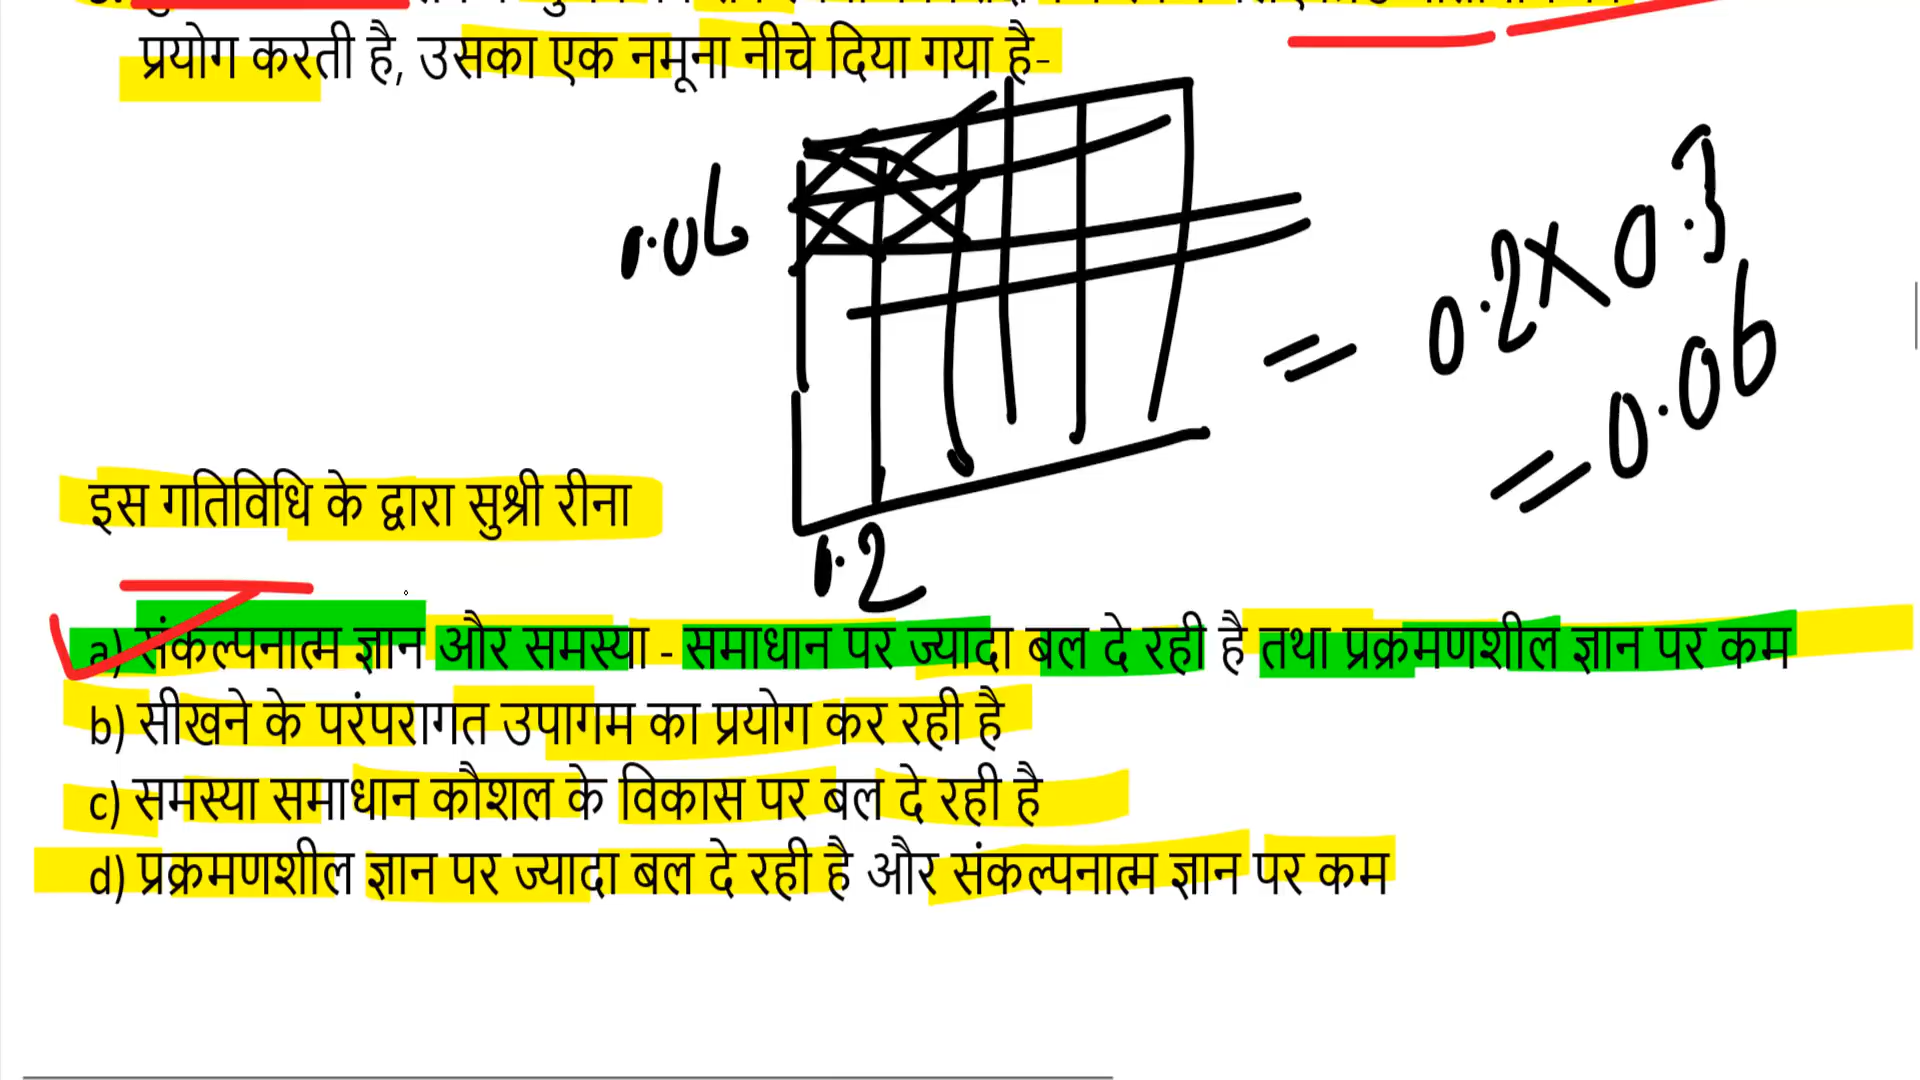 प्रयोग करती है, उसका एक नमूना नीचे दिया गया है-
0.06
0.2 X 0.3
= 0.06
इस गतिविधि के द्वारा सुश्री रीना
0.2
a) संकल्पनात्म ज्ञान और समस्या - समाधान पर ज्यादा बल दे रही है तथा प्रक्रमणशील ज्ञान पर कम
b) सीखने के परंपरागत उपागम का प्रयोग कर रही है
c) समस्या समाधान कौशल के विकास पर बल दे रही है
d) प्रक्रमणशील ज्ञान पर ज्यादा बल दे रही है और संकल्पनात्म ज्ञान पर कम